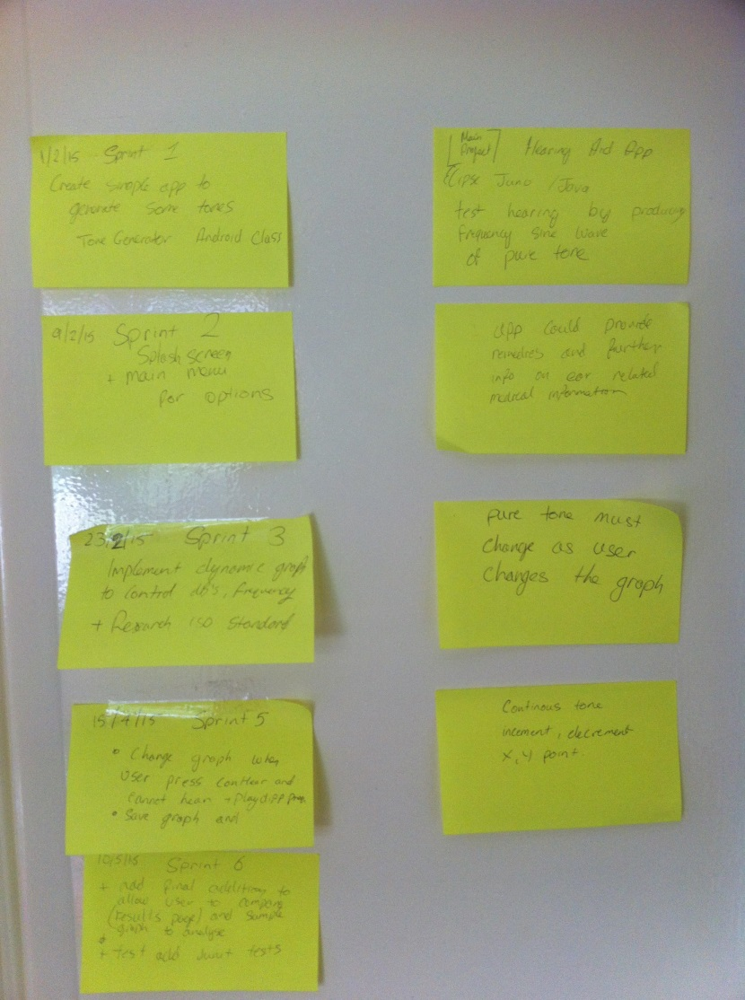 1/2/15 - Sprint 1
Create simple app to
generate some tones
Tone Generator Android Class
9/2/15 Sprint 2
Splash screen
+ main menu
for options
23/2/15 Sprint 3
Implement dynamic graph
to control db's, frequency
+ Research ISO Standard
15/4/15 Sprint 5
• Change graph when
user press can hear and
cannot hear + play diff
• Save graph and
10/5/15 Sprint 6
+ add final addition to
allow user to compare
(results page) and sample
graph to analyse
+ test add Junit tests
[Main Project] Hearing Aid App
Juno / Java
test hearing by producing
frequency sine wave
of pure tone
app could provide
remedies and further
info on ear related
medical information
pure tone must
change as user
changes the graph
Continous tone
increment, decrement
x, y point.